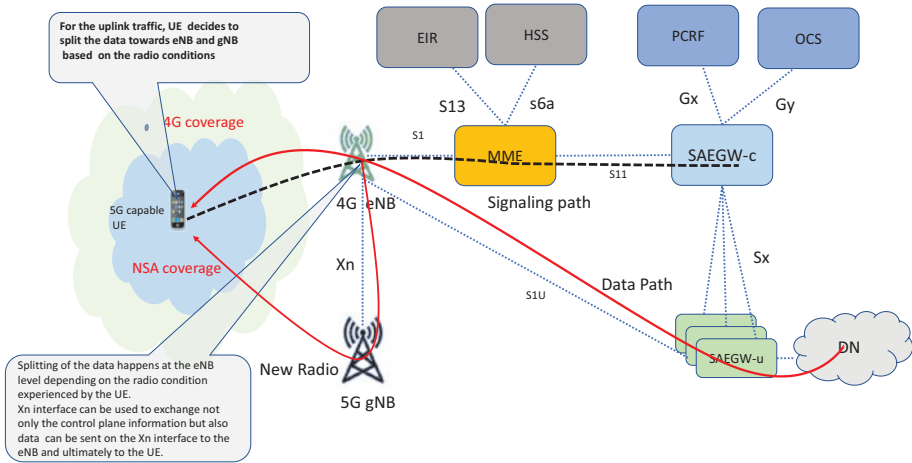 For the uplink traffic, UE decides to
split the data towards eNB and gNB
based on the radio conditions
EIR
HSS
PCRF
OCS
S13
s6a
Gx
Gy
4G coverage
S1
MME
SAEGW-c
S11
5G capable
UE
4G eNB
Signaling path
NSA coverage
Xn
Sx
S1U
Data Path
SAEGW-u
DN
New Radio
5G gNB
Splitting of the data happens at the eNB
level depending on the radio condition
experienced by the UE.
Xn interface can be used to exchange not
only the control plane information but also
data can be sent on the Xn interface to the
eNB and ultimately to the UE.